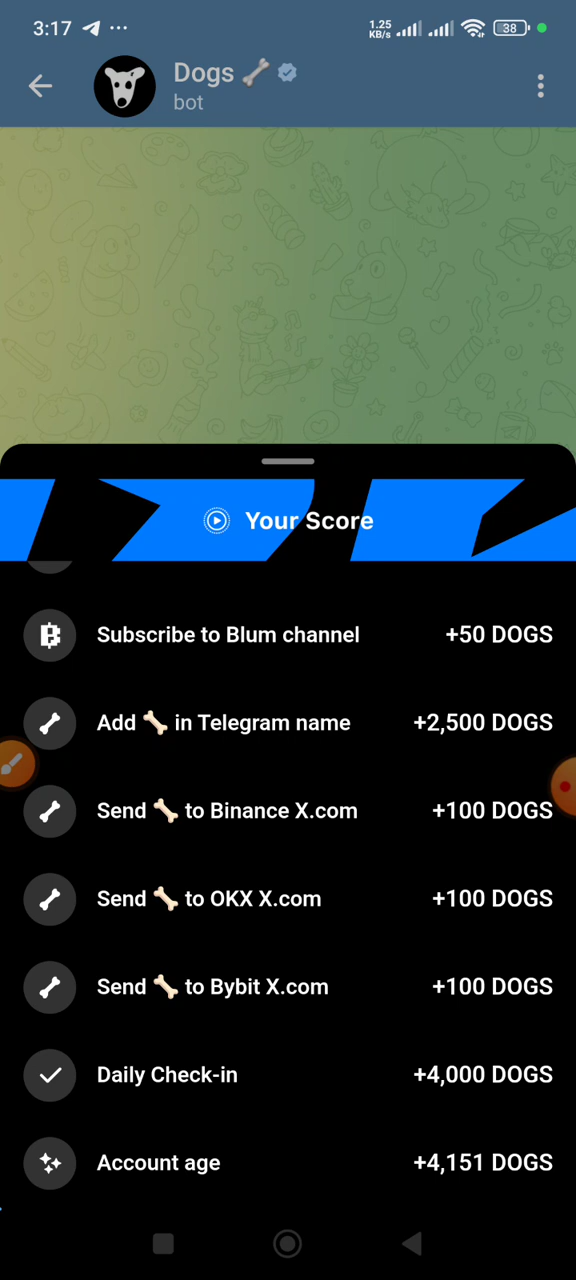 3:17 ... 1.25 KB/s 38
Dogs 🦴
bot
Your Score
Subscribe to Blum channel +50 DOGS
Add 🦴 in Telegram name +2,500 DOGS
Send 🦴 to Binance X.com +100 DOGS
Send 🦴 to OKX X.com +100 DOGS
Send 🦴 to Bybit X.com +100 DOGS
Daily Check-in +4,000 DOGS
Account age +4,151 DOGS